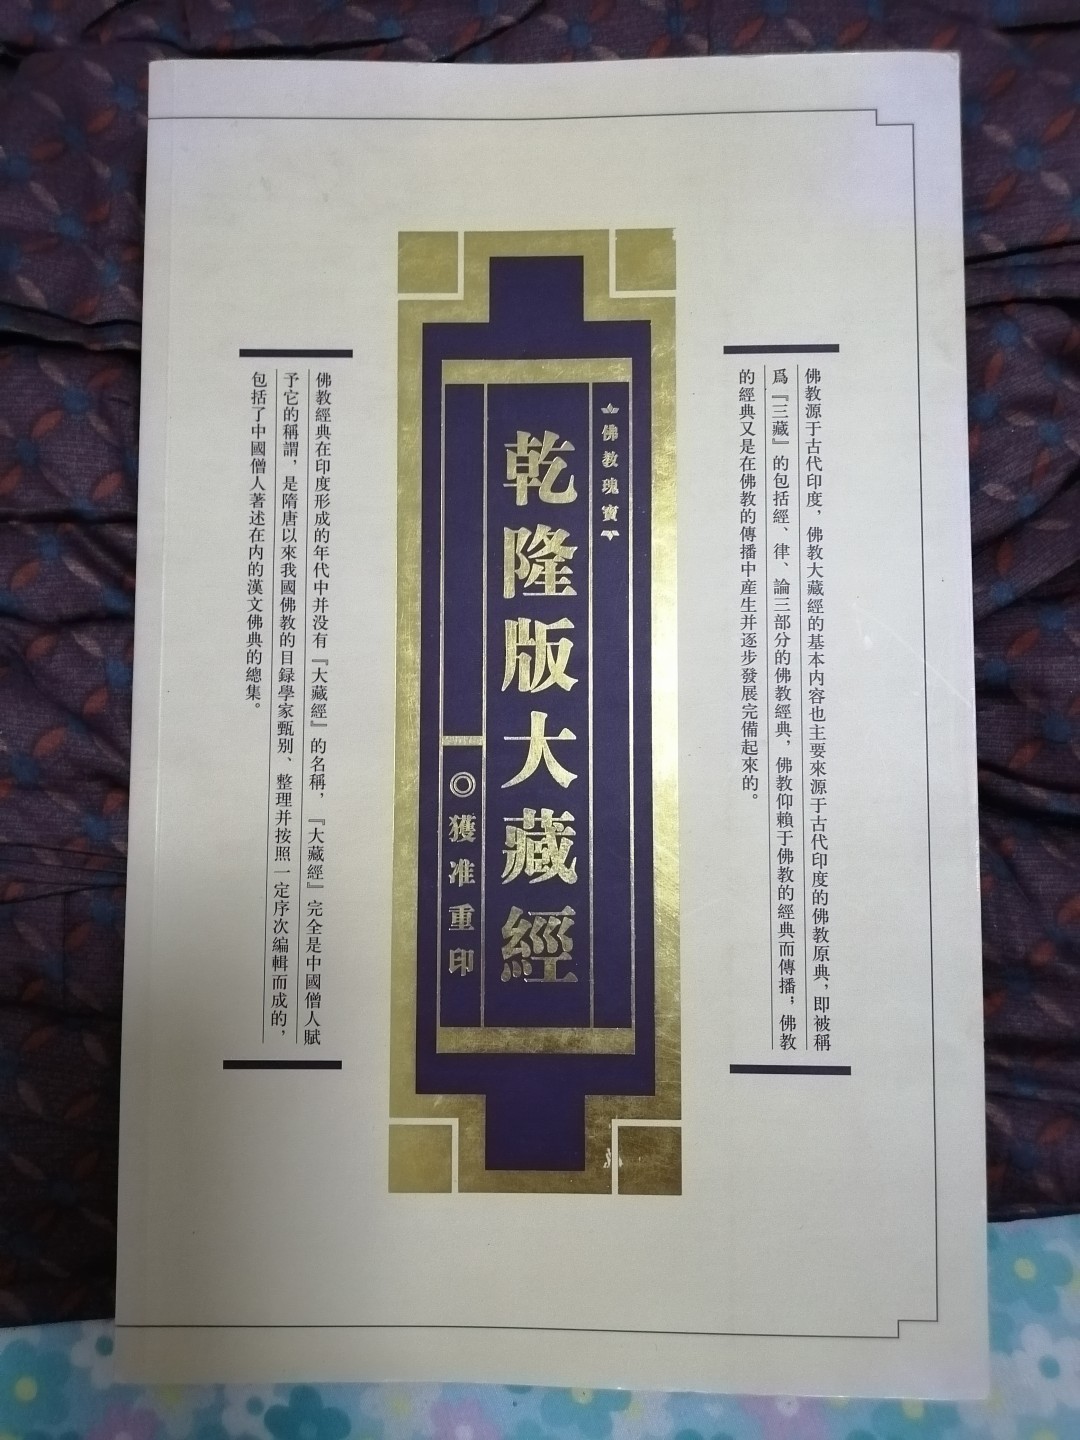 佛教源于古代印度，佛教大藏經的基本内容也主要來源于古代印度的佛教原典，即被稱
爲『三藏』的包括經、律、論三部分的佛教經典，佛教仰賴于佛教的經典而傳播；佛教
的經典又是在佛教的傳播中産生并逐步發展完備起來的。
佛教瑰寶
乾隆版大藏經
◎獲准重印
佛教經典在印度形成的年代中并没有『大藏經』的名稱，『大藏經』完全是中國僧人賦
予它的稱謂，是隋唐以來我國佛教的目録學家甄别、整理并按照一定序次編輯而成的，
包括了中國僧人著述在内的漢文佛典的總集。